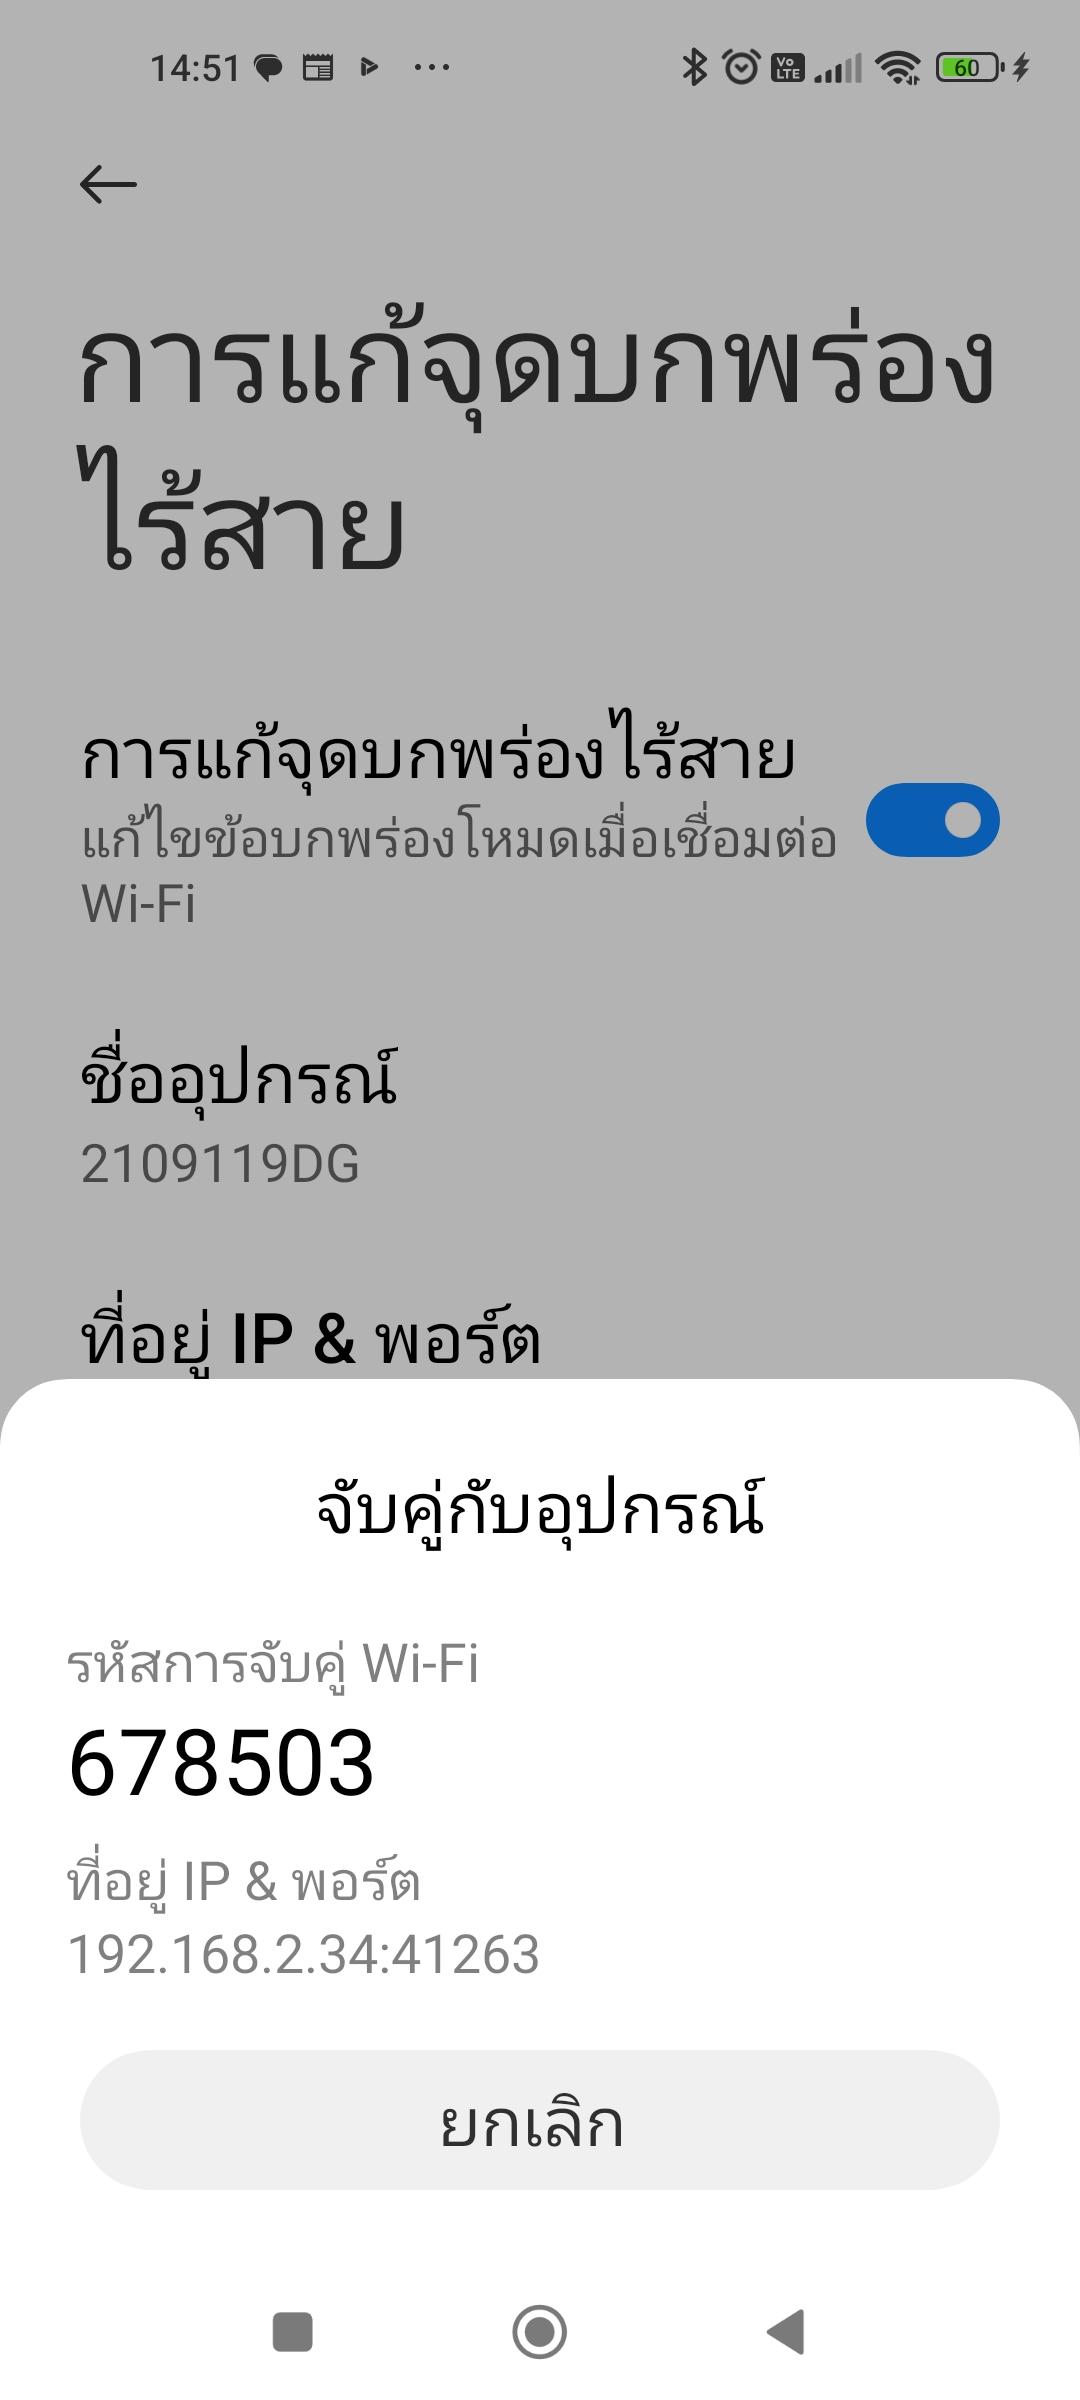 14:51
Vo LTE
60
การแก้จุดบกพร่อง
ไร้สาย
การแก้จุดบกพร่องไร้สาย
แก้ไขข้อบกพร่องโหมดเมื่อเชื่อมต่อ
Wi-Fi
ชื่ออุปกรณ์
2109119DG
ที่อยู่ IP & พอร์ต
จับคู่กับอุปกรณ์
รหัสการจับคู่ Wi-Fi
678503
ที่อยู่ IP & พอร์ต
192.168.2.34:41263
ยกเลิก